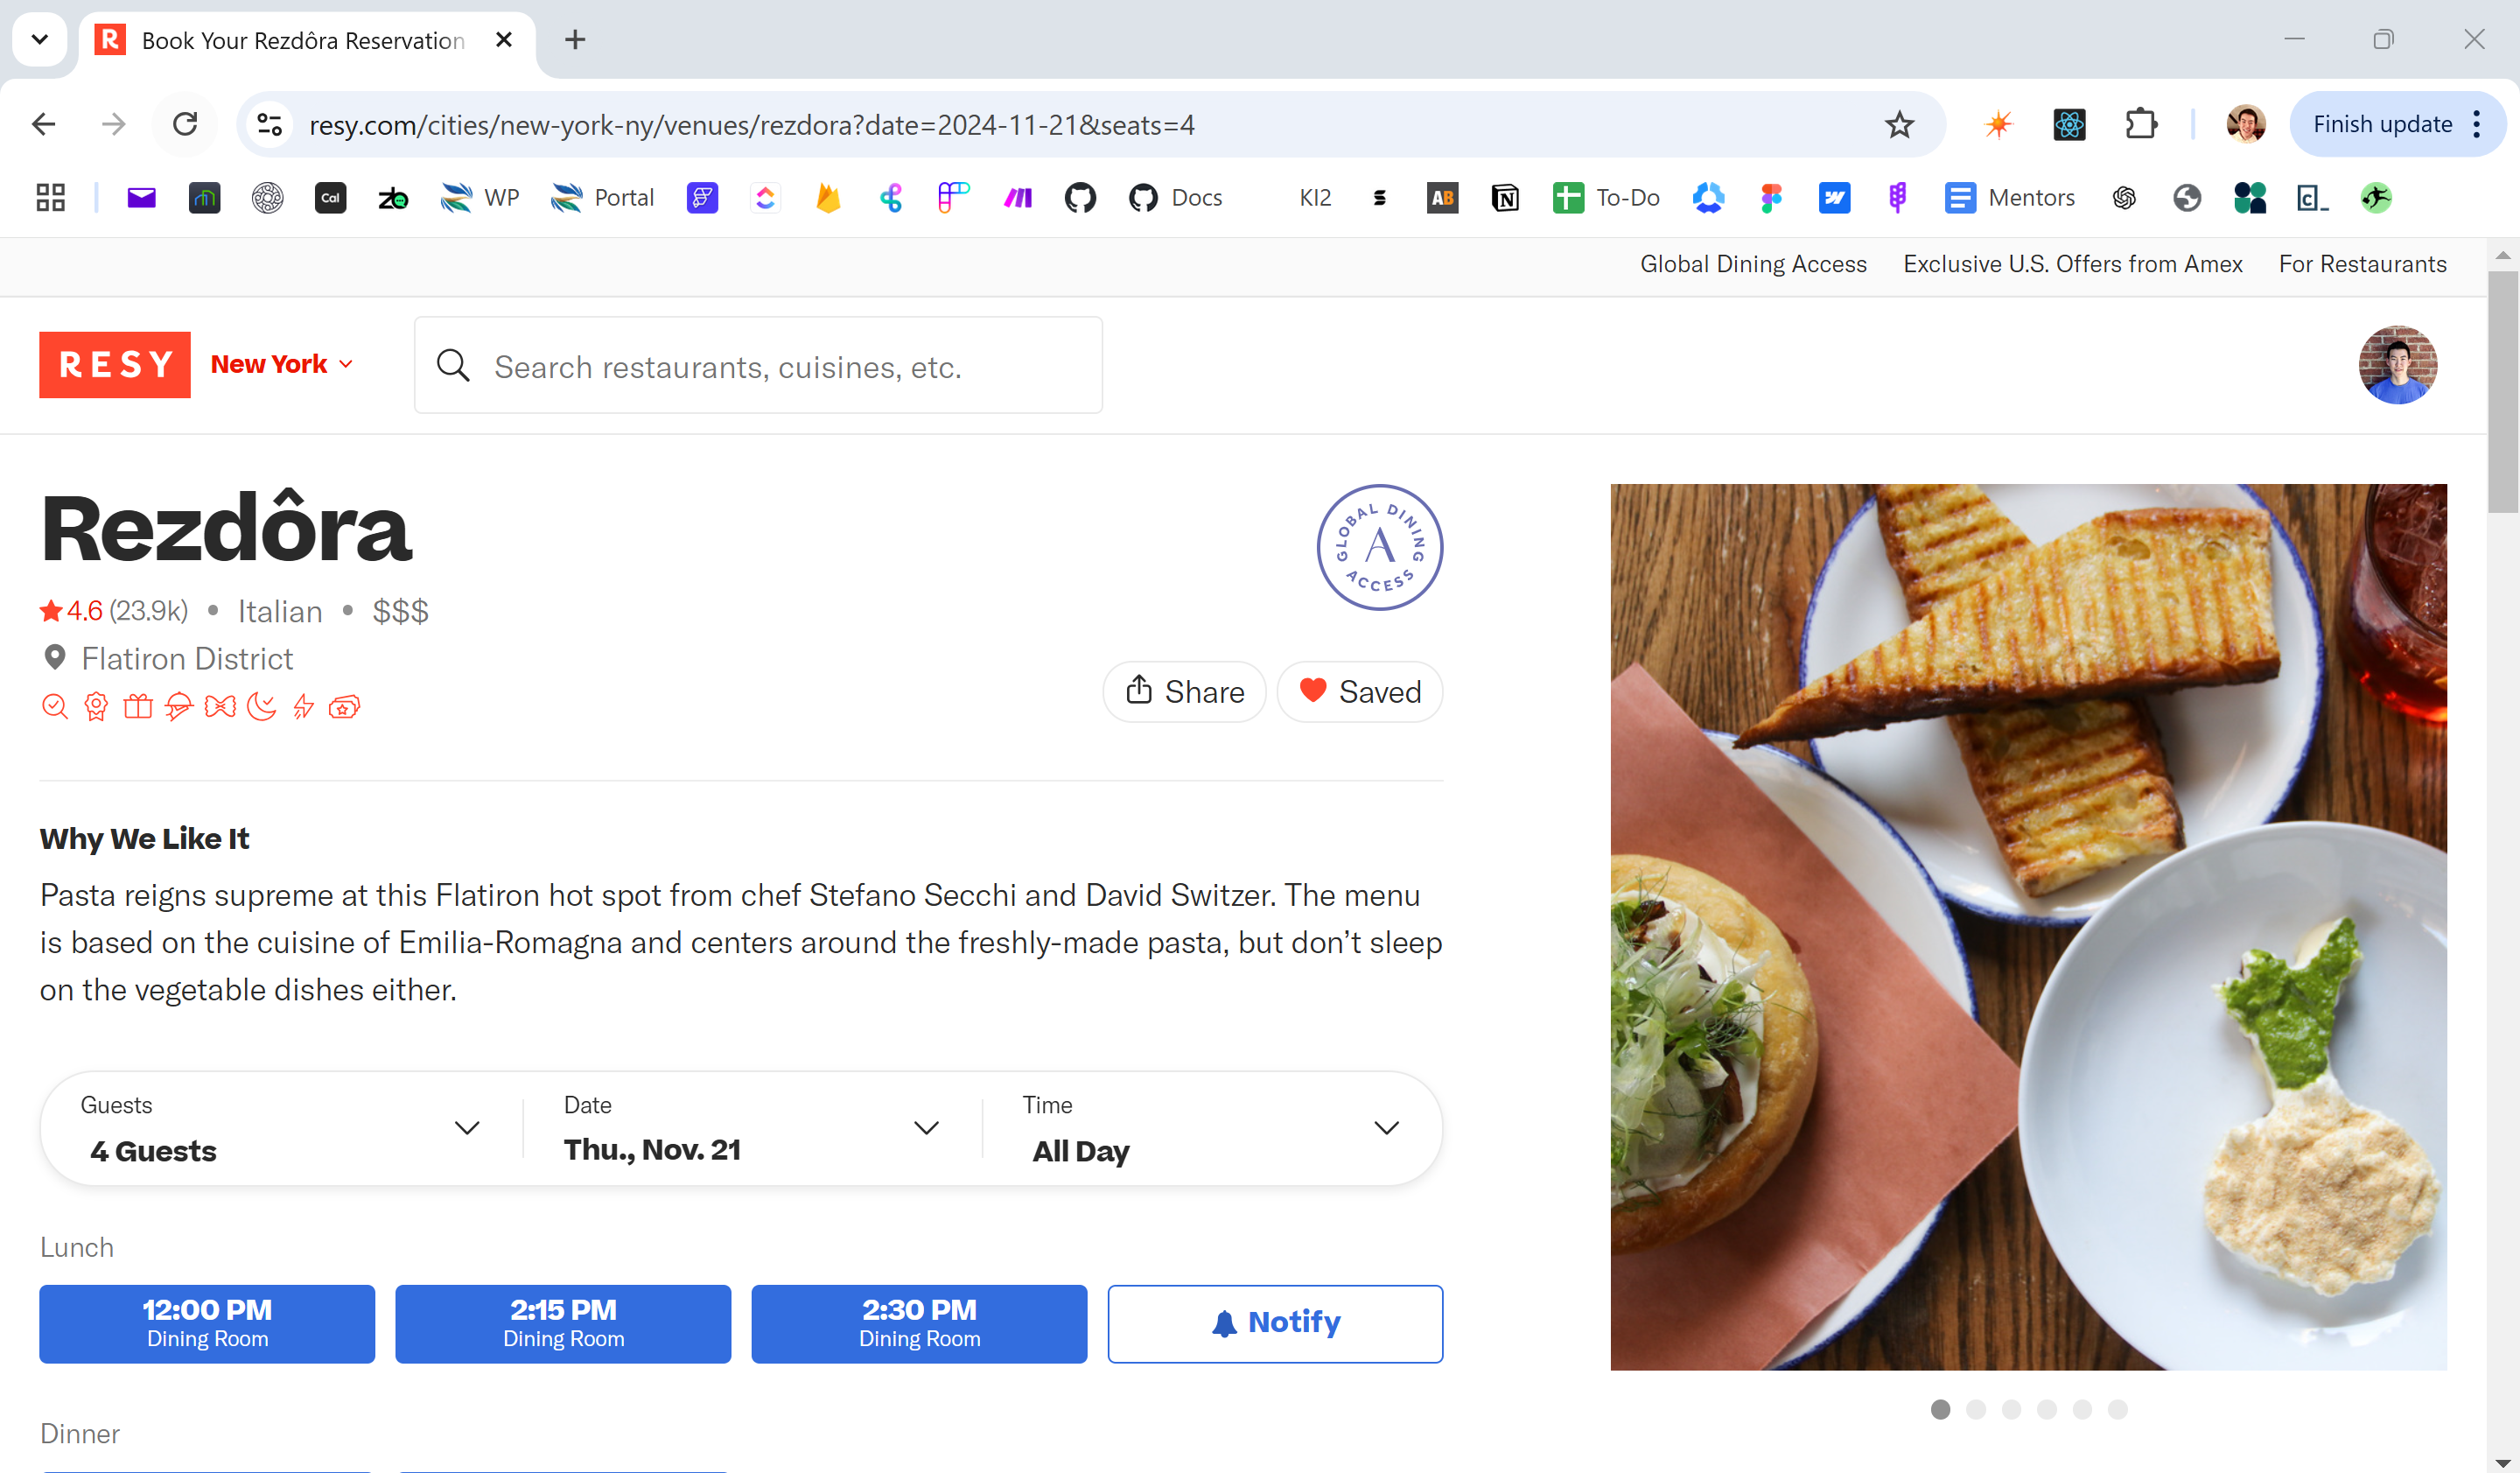 Book Your Rezdôra Reservation
resy.com/cities/new-york-ny/venues/rezdora?date=2024-11-21&seats=4
Finish update
Cal
WP
Portal
Docs
KI2
AB
To-Do
Mentors
Global Dining Access
Exclusive U.S. Offers from Amex
For Restaurants
RESY
New York
Search restaurants, cuisines, etc.
Rezdôra
GLOBAL DINING ACCESS
A
4.6 (23.9k) • Italian • $$$
Flatiron District
Share
Saved
Why We Like It
Pasta reigns supreme at this Flatiron hot spot from chef Stefano Secchi and David Switzer. The menu
is based on the cuisine of Emilia-Romagna and centers around the freshly-made pasta, but don’t sleep
on the vegetable dishes either.
Guests
4 Guests
Date
Thu., Nov. 21
Time
All Day
Lunch
12:00 PM
Dining Room
2:15 PM
Dining Room
2:30 PM
Dining Room
Notify
Dinner